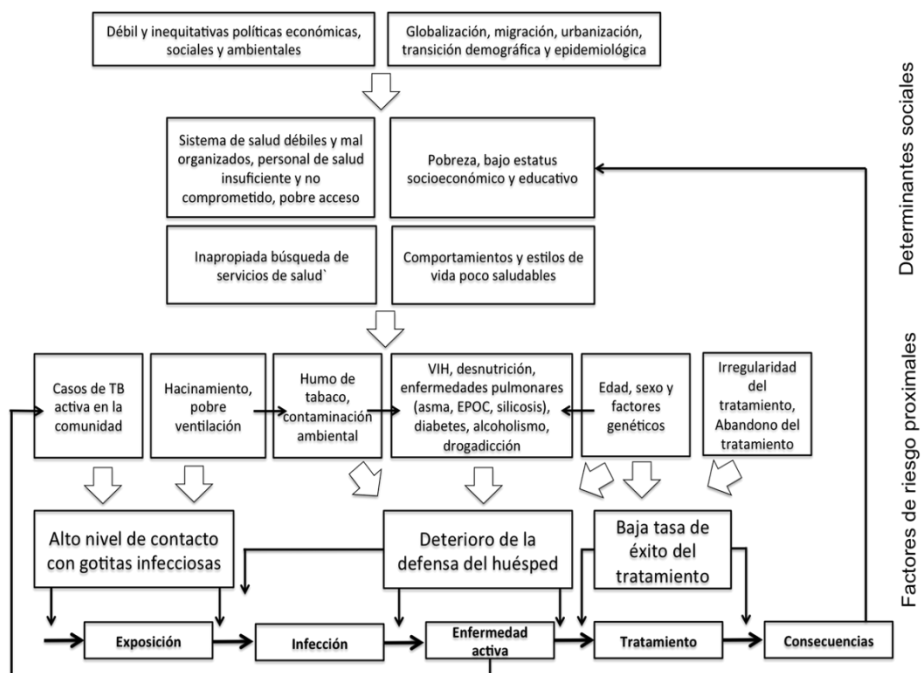 Débil y inequitativas políticas económicas,
sociales y ambientales
Globalización, migración, urbanización,
transición demográfica y epidemiológica
Sistema de salud débiles y mal
organizados, personal de salud
insuficiente y no
comprometido, pobre acceso
Pobreza, bajo estatus
socioeconómico y educativo
Inapropiada búsqueda de
servicios de salud`
Comportamientos y estilos de
vida poco saludables
Determinantes sociales
Casos de TB
activa en la
comunidad
Hacinamiento,
pobre
ventilación
Humo de
tabaco,
contaminación
ambiental
VIH, desnutrición,
enfermedades pulmonares
(asma, EPOC, silicosis),
diabetes, alcoholismo,
drogadicción
Edad, sexo y
factores
genéticos
Irregularidad
del
tratamiento,
Abandono del
tratamiento
Alto nivel de contacto
con gotitas infecciosas
Deterioro de la
defensa del huésped
Baja tasa de
éxito del
tratamiento
Factores de riesgo proximales
Exposición
Infección
Enfermedad
activa
Tratamiento
Consecuencias